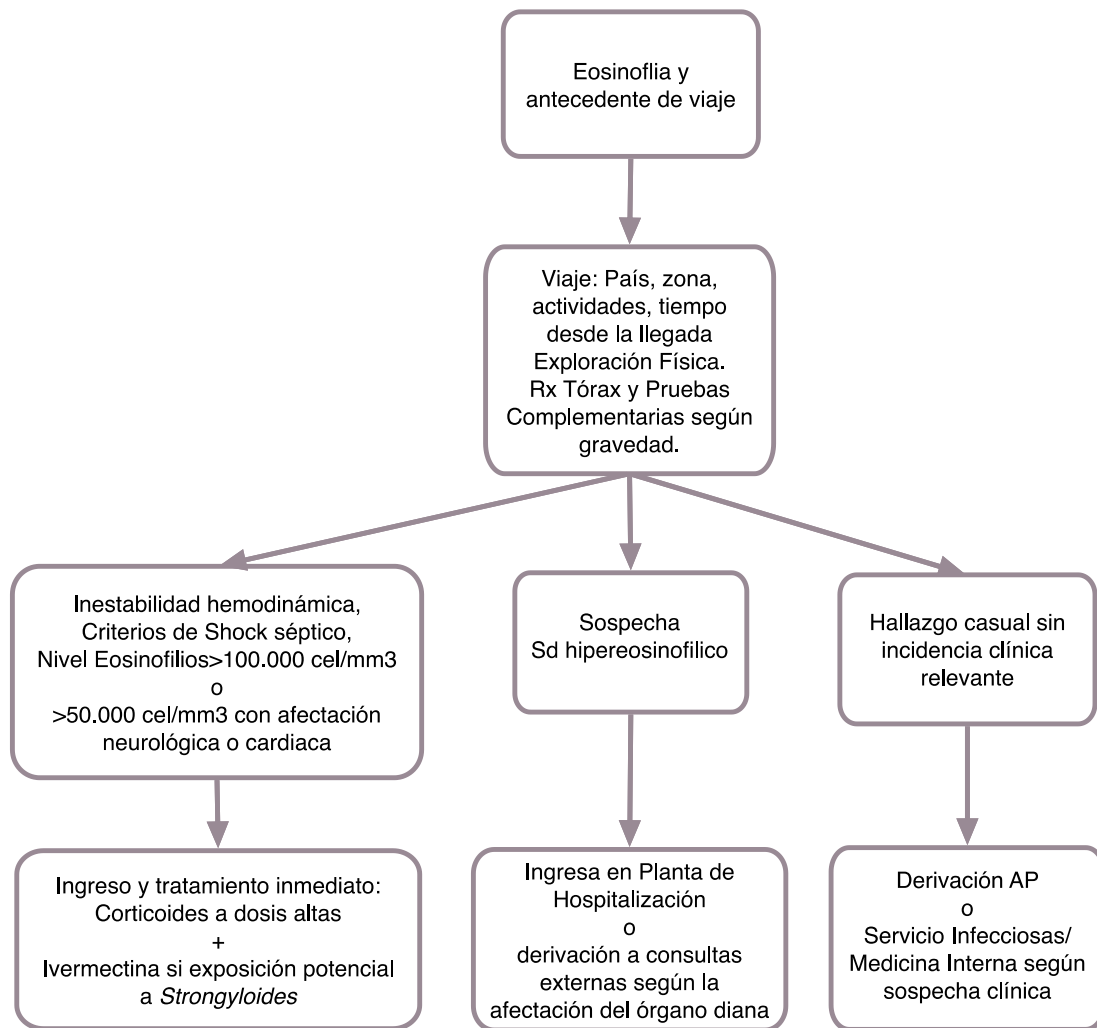 Eosinoflia y
antecedente de viaje
Viaje: País, zona,
actividades, tiempo
desde la llegada
Exploración Física.
Rx Tórax y Pruebas
Complementarias según
gravedad.
Inestabilidad hemodinámica,
Criterios de Shock séptico,
Nivel Eosinofilios>100.000 cel/mm3
o
>50.000 cel/mm3 con afectación
neurológica o cardiaca
Sospecha
Sd hipereosinofilico
Hallazgo casual sin
incidencia clínica
relevante
Ingreso y tratamiento inmediato:
Corticoides a dosis altas
+
Ivermectina si exposición potencial
a Strongyloides
Ingresa en Planta de
Hospitalización
o
derivación a consultas
externas según la
afectación del órgano diana
Derivación AP
o
Servicio Infecciosas/
Medicina Interna según
sospecha clínica